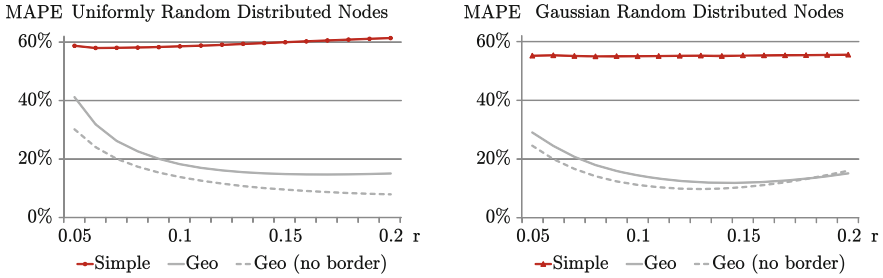 MAPE Uniformly Random Distributed Nodes
60%
40%
20%
0%
0.05 0.1 0.15 0.2 r
Simple Geo Geo (no border)
MAPE Gaussian Random Distributed Nodes
60%
40%
20%
0%
0.05 0.1 0.15 0.2 r
Simple Geo Geo (no border)